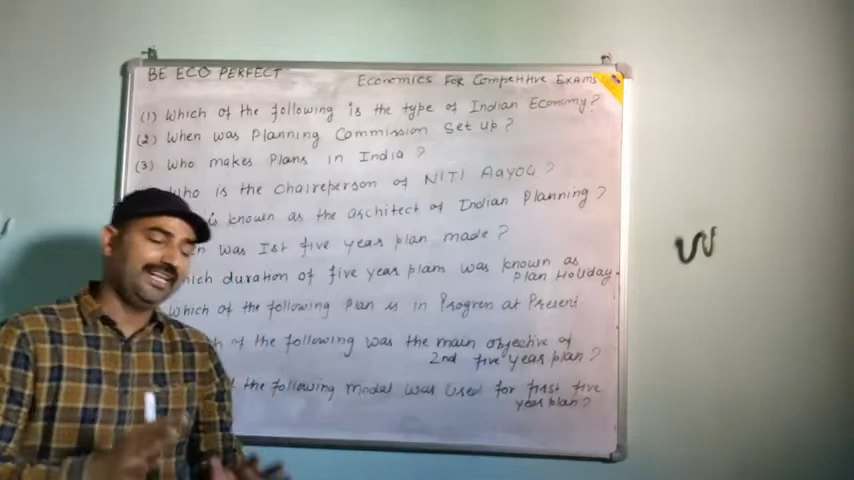 BE ECO PERFECT
Economics For Competitive Exams
(1) Which of the following is the type of Indian Economy?
(2) When was Planning Commission Set up?
(3) Who makes Plans in India?
Who is the Chaireperson of NITI Aayog?
is known as the architect of Indian Planning?
was Ist five year plan made?
hich duration of five year plan was known as
Plan Holiday.
Which of the following Plan is in Progress at Present
of the following was the main objective of
2nd five year plan?
the following modal was used for first five
year plan?